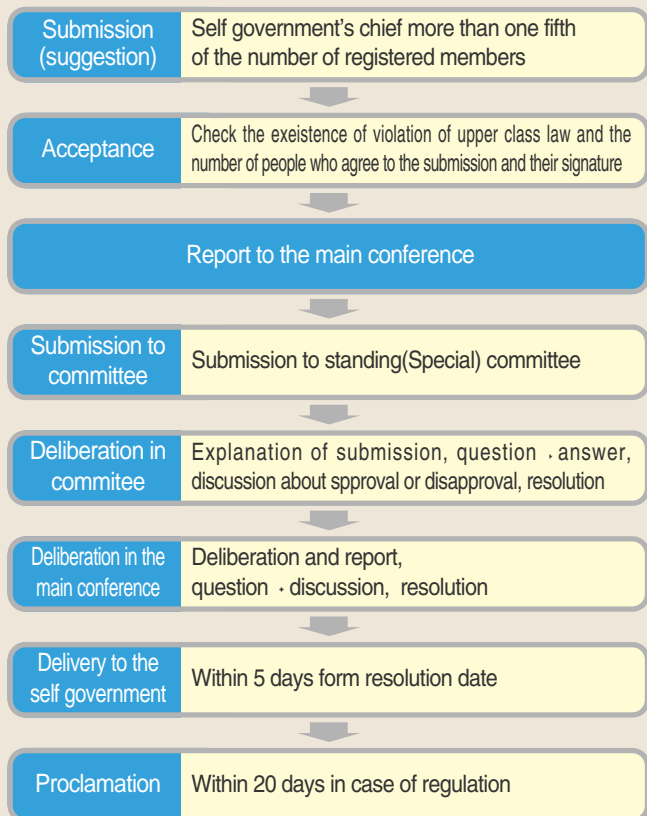 Submission
(suggestion)
Self government's chief more than one fifth
of the number of registered members
Acceptance
Check the exeistence of violation of upper class law and the
number of people who agree to the submission and their signature
Report to the main conference
Submission to
committee
Submission to standing(Special) committee
Deliberation in
commitee
Explanation of submission, question · answer,
discussion about spproval or disapproval, resolution
Deliberation in the
main conference
Deliberation and report,
question · discussion, resolution
Delivery to the
self government
Within 5 days form resolution date
Proclamation
Within 20 days in case of regulation